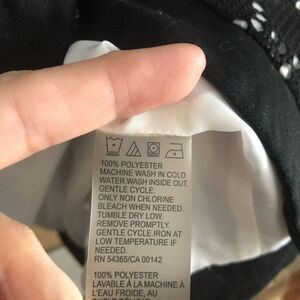 100% POLYESTER
MACHINE WASH IN COLD
WATER.WASH INSIDE OUT.
GENTLE CYCLE.
ONLY NON CHLORINE
BLEACH WHEN NEEDED.
TUMBLE DRY LOW.
REMOVE PROMPTLY.
GENTLE CYCLE.IRON AT
LOW TEMPERATURE IF
NEEDED.
RN 54365/CA 00142
100% POLYESTER
LAVABLE À LA MACHINE À
L'EAU FROIDE, AU